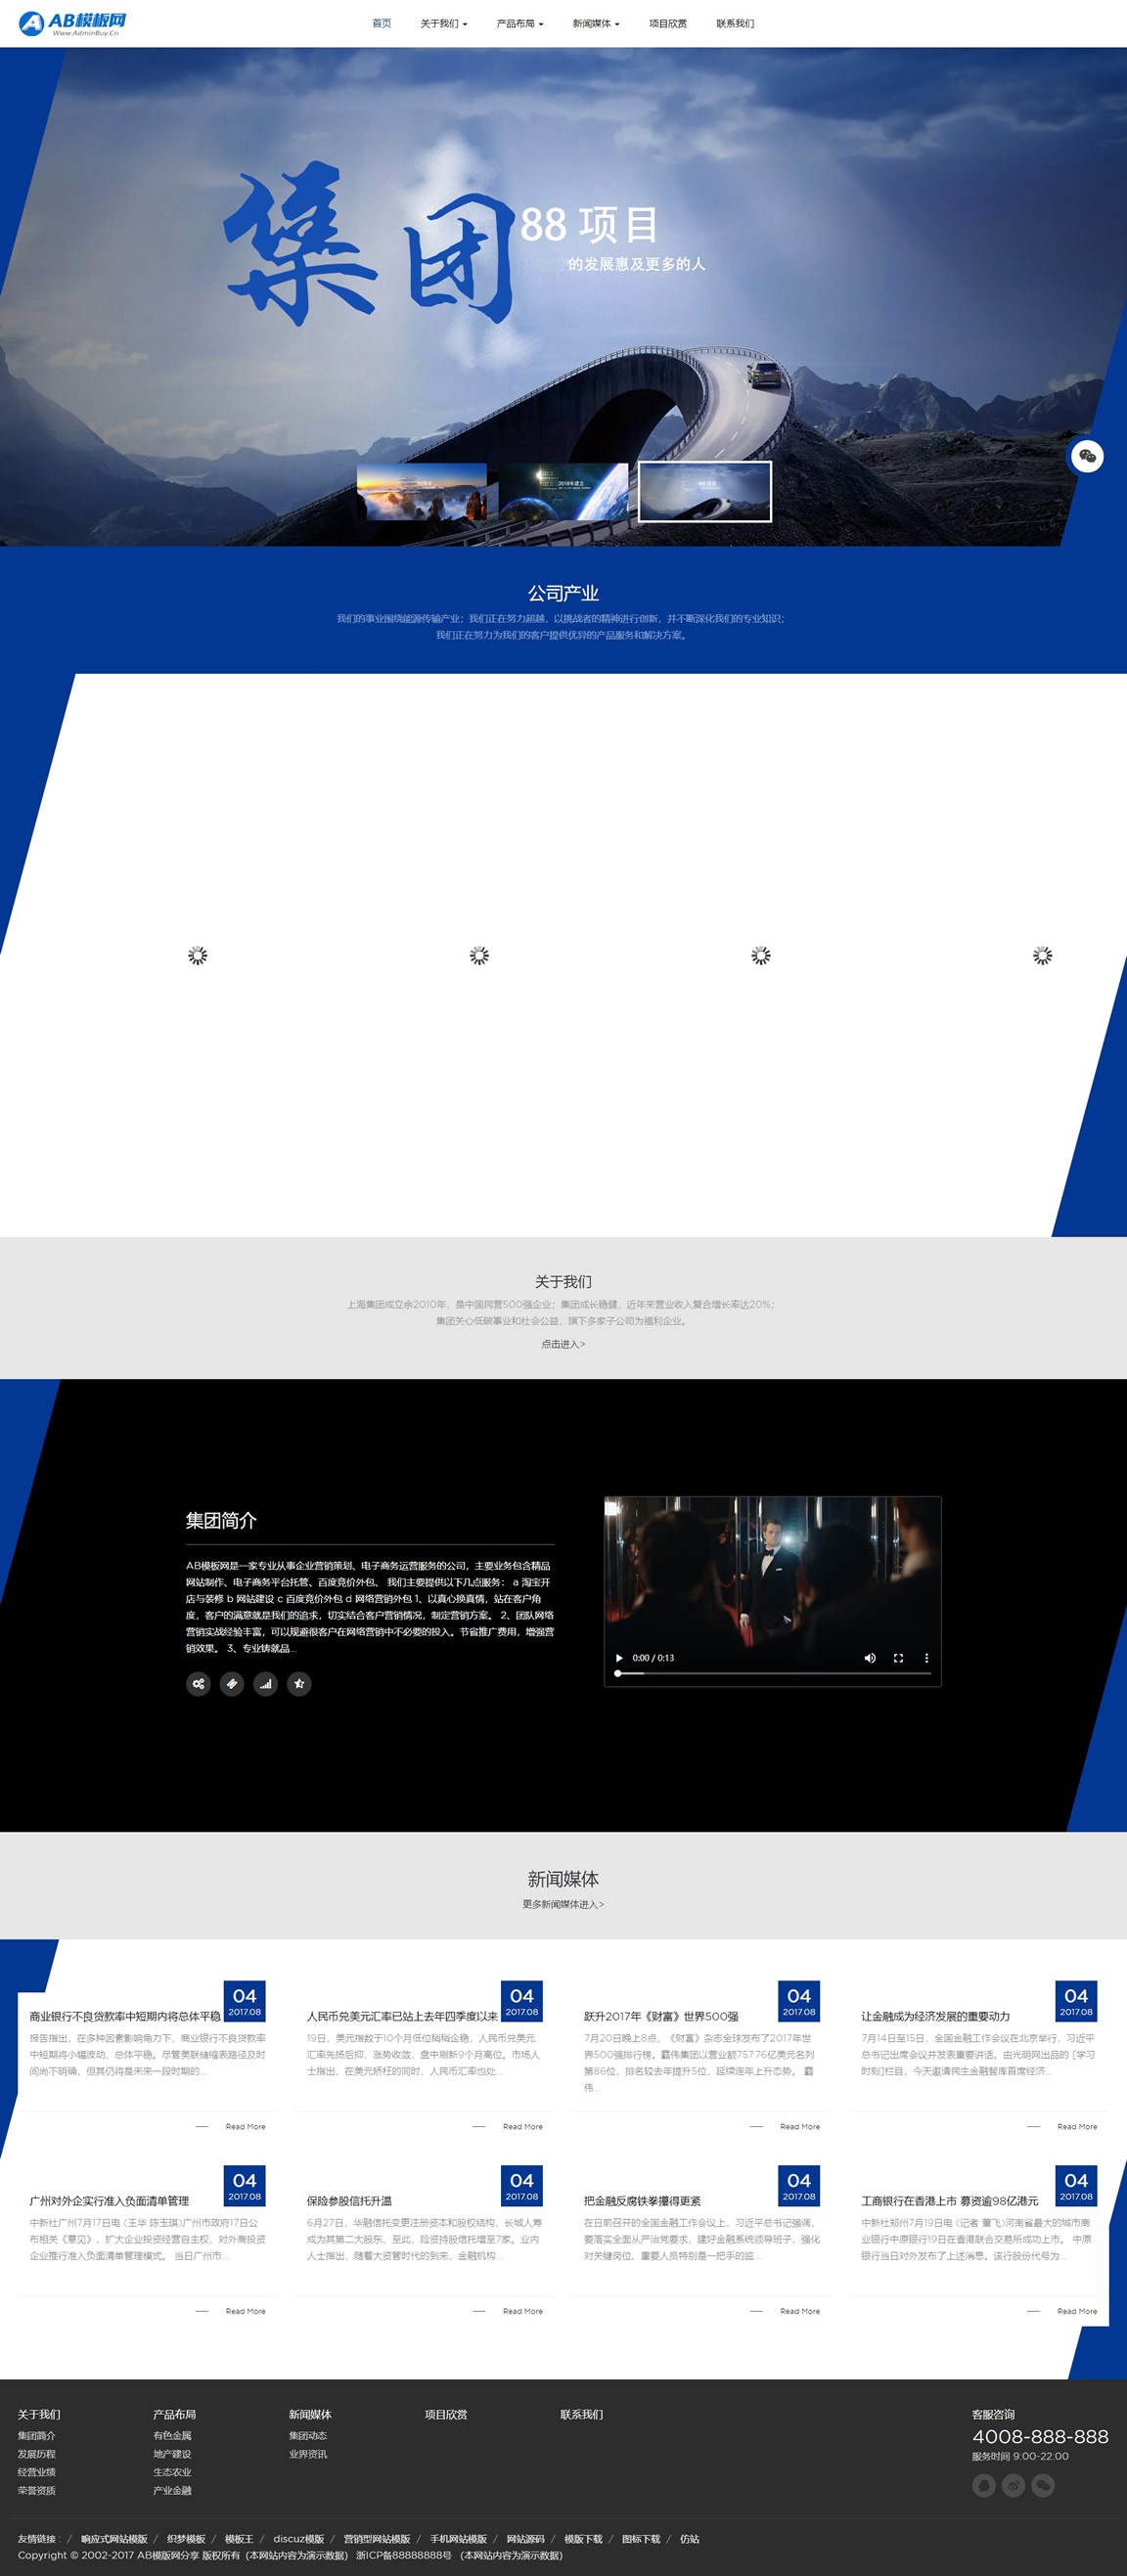 AB模板网
Www.AdminBuy.Cn
首页 关于我们 产品布局 新闻媒体 项目欣赏 联系我们
集团
88 项目
的发展惠及更多的人
公司产业
我们的事业围绕能源传输产业；我们正在努力超越，以挑战者的精神进行创新，并不断深化我们的专业知识；
我们正在努力为我们的客户提供优异的产品服务和解决方案。
关于我们
上海集团成立余2010年，是中国民营500强企业；集团成长稳健，近年来营业收入复合增长率达20%；
集团关心低碳事业和社会公益，旗下多家子公司为福利企业。
点击进入>
集团简介
AB模板网是一家专业从事企业营销策划、电子商务运营服务的公司，主要业务包含精品
网站制作、电子商务平台托管、百度竞价外包、 我们主要提供以下几点服务： a 淘宝开
店与装修 b 网站建设 c 百度竞价外包 d 网络营销外包 1、以真心换真情，站在客户角
度，客户的满意就是我们的追求，切实结合客户营销情况，制定营销方案。 2、团队网络
营销实战经验丰富，可以规避很客户在网络营销中不必要的投入。节省推广费用，增强营
销效果。 3、专业铸就品...
0:00 / 0:13
新闻媒体
更多新闻媒体进入>
04
2017.08
商业银行不良贷款率中短期内将总体平稳
报告指出，在多种因素影响角力下，商业银行不良贷款率
中短期将小幅波动、总体平稳。尽管美联储缩表路径及时
间尚不明确，但其仍将是未来一段时期的...
Read More
04
2017.08
人民币兑美元汇率已站上去年四季度以来
19日，美元指数于10个月低位稍稍企稳，人民币兑美元
汇率先扬后抑，涨势收敛，盘中刷新9个月高位。市场人
士指出，在美元矫枉的同时，人民币汇率也处...
Read More
04
2017.08
跃升2017年《财富》世界500强
7月20日晚上8点，《财富》杂志全球发布了2017年世
界500强排行榜。霸伟集团以营业额757.76亿美元名列
第86位，排名较去年提升5位，延续连年上升态势。 霸
伟...
Read More
04
2017.08
让金融成为经济发展的重要动力
7月14日至15日，全国金融工作会议在北京举行，习近平
总书记出席会议并发表重要讲话。由光明网出品的 [学习
时刻]栏目，今天邀请民生金融智库首席经济...
Read More
04
2017.08
广州对外企实行准入负面清单管理
中新社广州7月17日电 (王华 陈玉琪)广州市政府17日公
布相关《意见》，扩大企业投资经营自主权，对外商投资
企业推行准入负面清单管理模式。 当日广州市...
Read More
04
2017.08
保险参股信托升温
6月27日，华融信托变更注册资本和股权结构，长城人寿
成为其第二大股东，至此，险资持股信托增至7家。业内
人士指出，随着大资管时代的到来，金融机构...
Read More
04
2017.08
把金融反腐铁拳攥得更紧
在日前召开的全国金融工作会议上，习近平总书记强调，
要落实全面从严治党要求，建好金融系统领导班子，强化
对关键岗位、重要人员特别是一把手的监...
Read More
04
2017.08
工商银行在香港上市 募资逾98亿港元
中新社郑州7月19日电 (记者 董飞)河南省最大的城市商
业银行中原银行19日在香港联合交易所成功上市。 中原
银行当日对外发布了上述消息。该行股份代号为...
Read More
关于我们
集团简介
发展历程
经营业绩
荣誉资质
产品布局
有色金属
地产建设
生态农业
产业金融
新闻媒体
集团动态
业界资讯
项目欣赏
联系我们
客服咨询
4008-888-888
服务时间 9:00-22:00
友情链接： / 响应式网站模版 / 织梦模板 / 模板王 / discuz模版 / 营销型网站模版 / 手机网站模版 / 网站源码 / 模版下载 / 图标下载 / 仿站
Copyright © 2002-2017 AB模版网分享 版权所有 (本网站内容为演示数据) 浙ICP备88888888号 (本网站内容为演示数据)